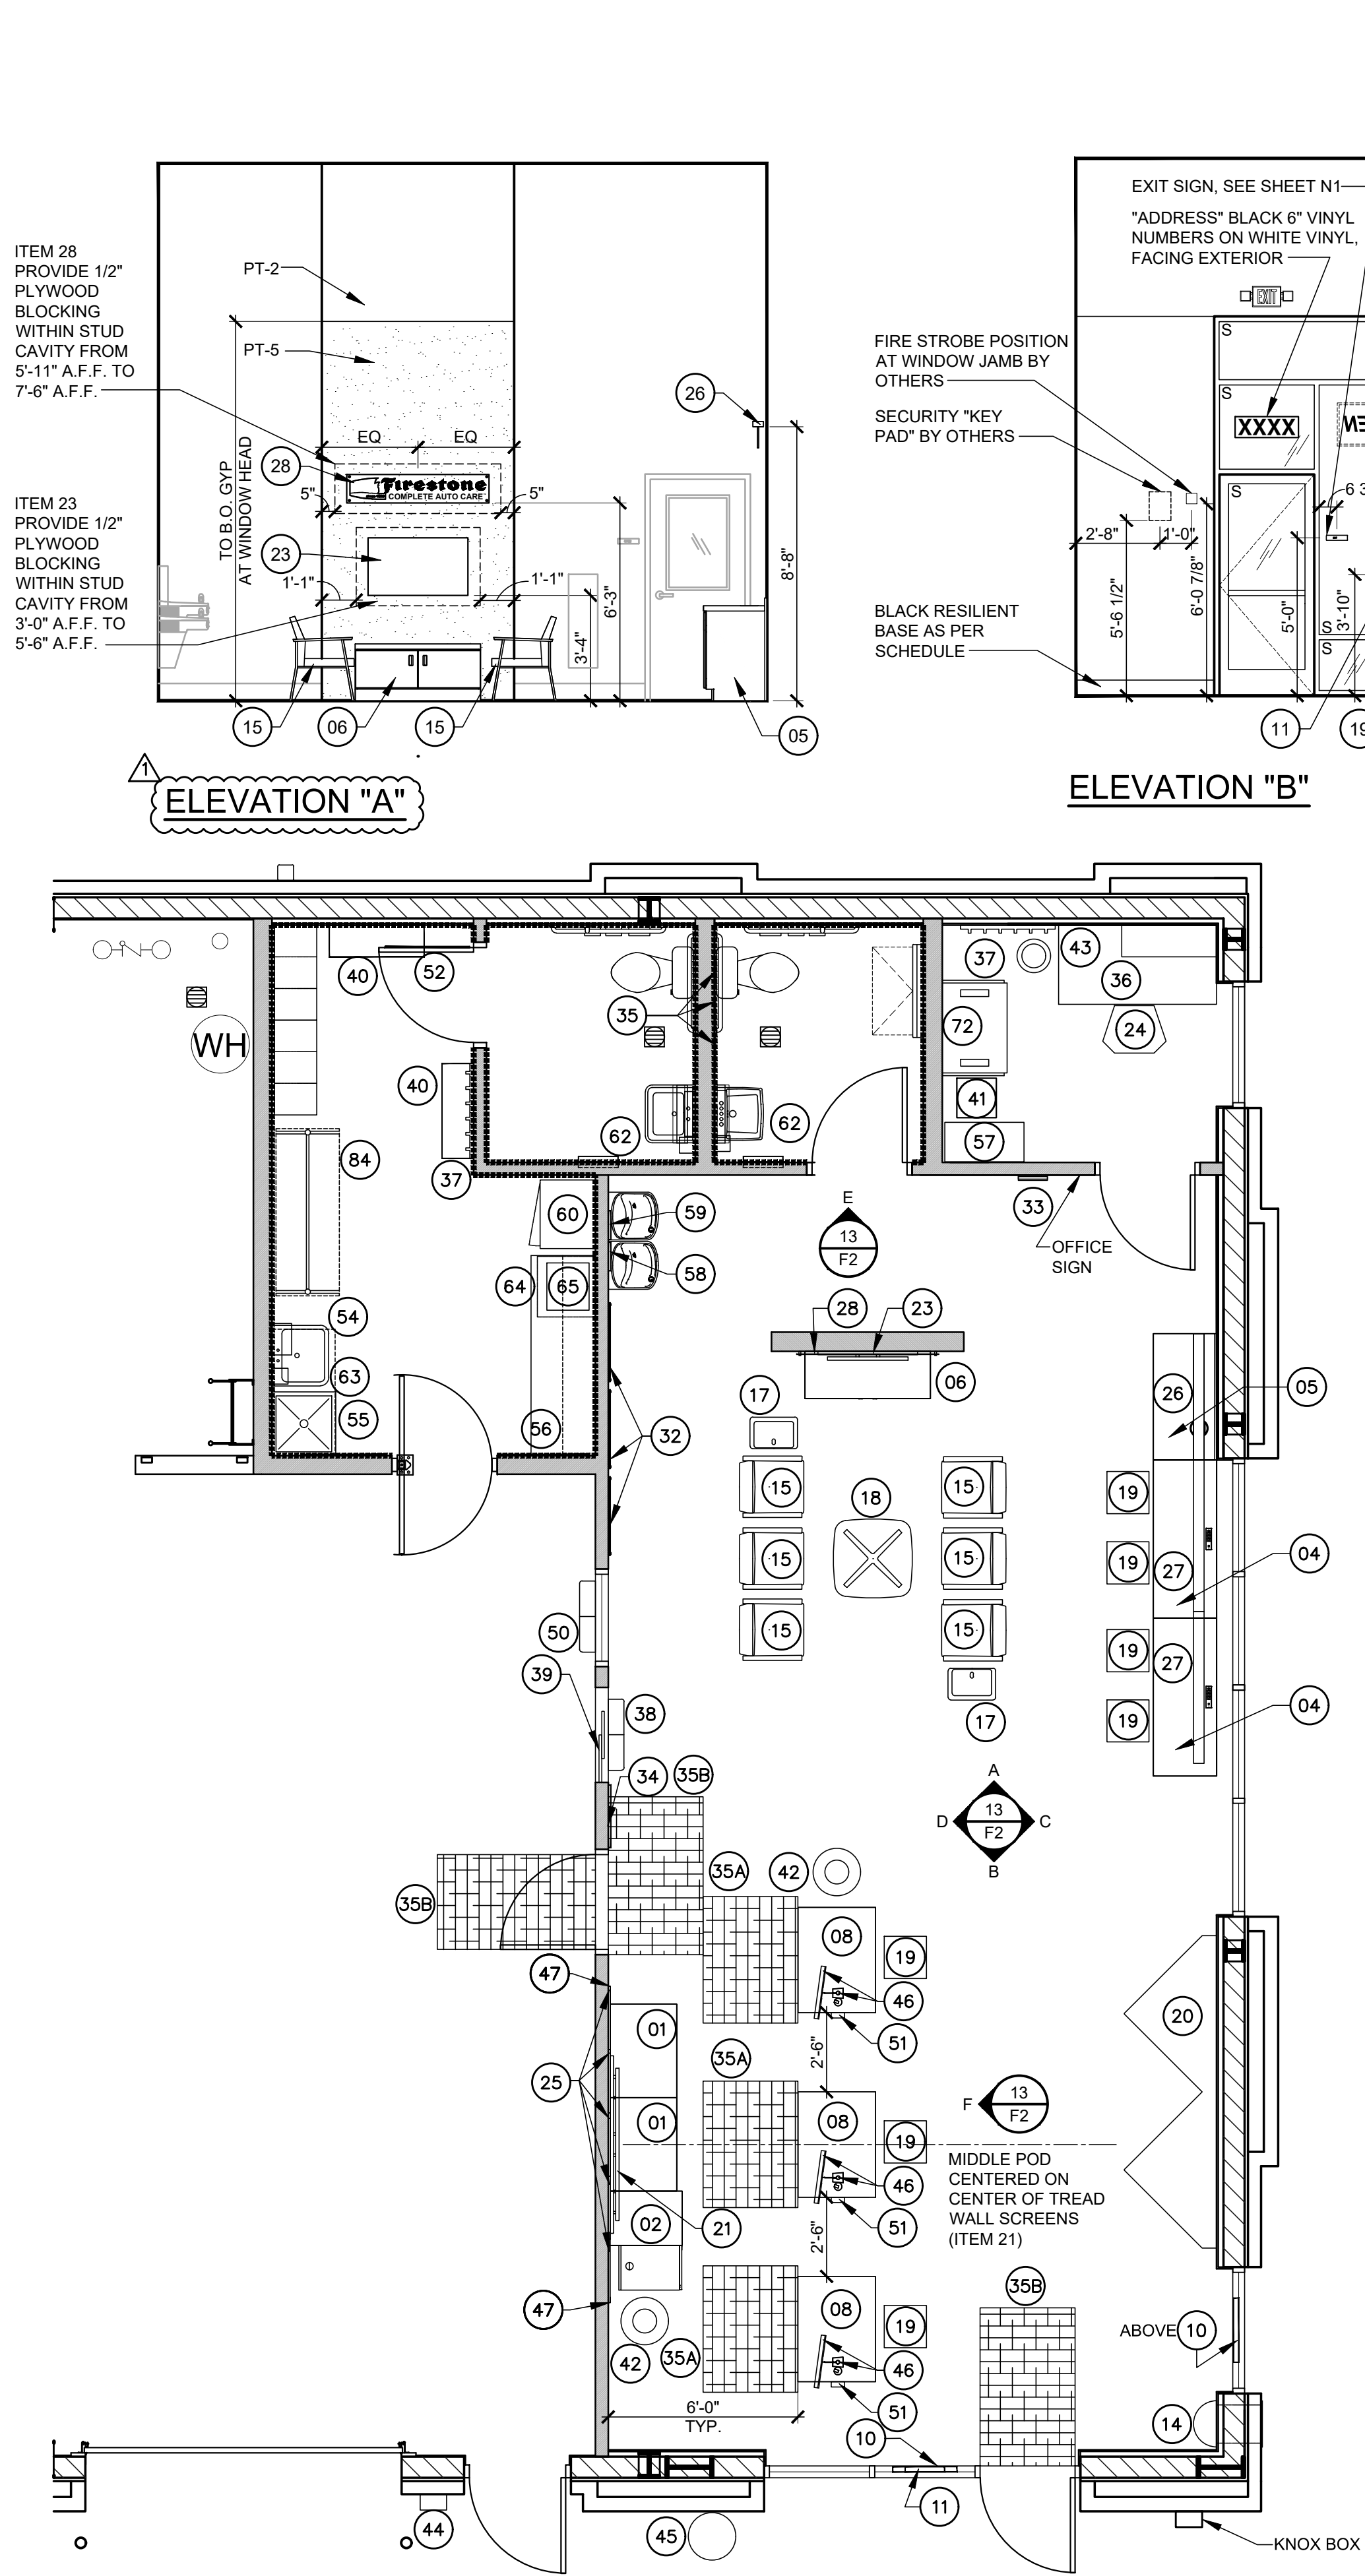 ITEM 28
PROVIDE 1/2"
PLYWOOD
BLOCKING
WITHIN STUD
CAVITY FROM
5'-11" A.F.F. TO
7'-6" A.F.F.
ITEM 23
PROVIDE 1/2"
PLYWOOD
BLOCKING
WITHIN STUD
CAVITY FROM
3'-0" A.F.F. TO
5'-6" A.F.F.
PT-2
PT-5
TO B.O. GYP
AT WINDOW HEAD
EQ
EQ
28
Firestone
COMPLETE AUTO CARE
5"
5"
23
1'-1"
1'-1"
26
8'-8"
6'-3"
3'-4"
15
06
15
05
1
ELEVATION "A"
EXIT SIGN, SEE SHEET N1
"ADDRESS" BLACK 6" VINYL
NUMBERS ON WHITE VINYL,
FACING EXTERIOR
EXIT
FIRE STROBE POSITION
AT WINDOW JAMB BY
OTHERS
SECURITY "KEY
PAD" BY OTHERS
BLACK RESILIENT
BASE AS PER
SCHEDULE
S
S
XXXX
S
2'-8"
1'-0"
5'-6 1/2"
6'-0 7/8"
5'-0"
3'-10"
S
S
11
19
ELEVATION "B"
WH
40
52
35
37
43
36
24
72
41
57
40
37
84
62
62
33
OFFICE
SIGN
60
59
58
64
65
54
63
55
56
32
E
13
F2
28
23
06
17
26
05
15
15
15
18
15
15
15
17
19
19
19
19
27
27
04
04
50
39
38
34
35B
A
D
13
F2
C
B
35B
35A
42
08
19
46
51
2'-6"
47
01
25
01
35A
08
19
46
51
2'-6"
F
13
F2
20
MIDDLE POD
CENTERED ON
CENTER OF TREAD
WALL SCREENS
(ITEM 21)
02
21
47
42
35A
08
19
46
51
35B
ABOVE
10
14
6'-0"
TYP.
10
11
44
45
KNOX BOX